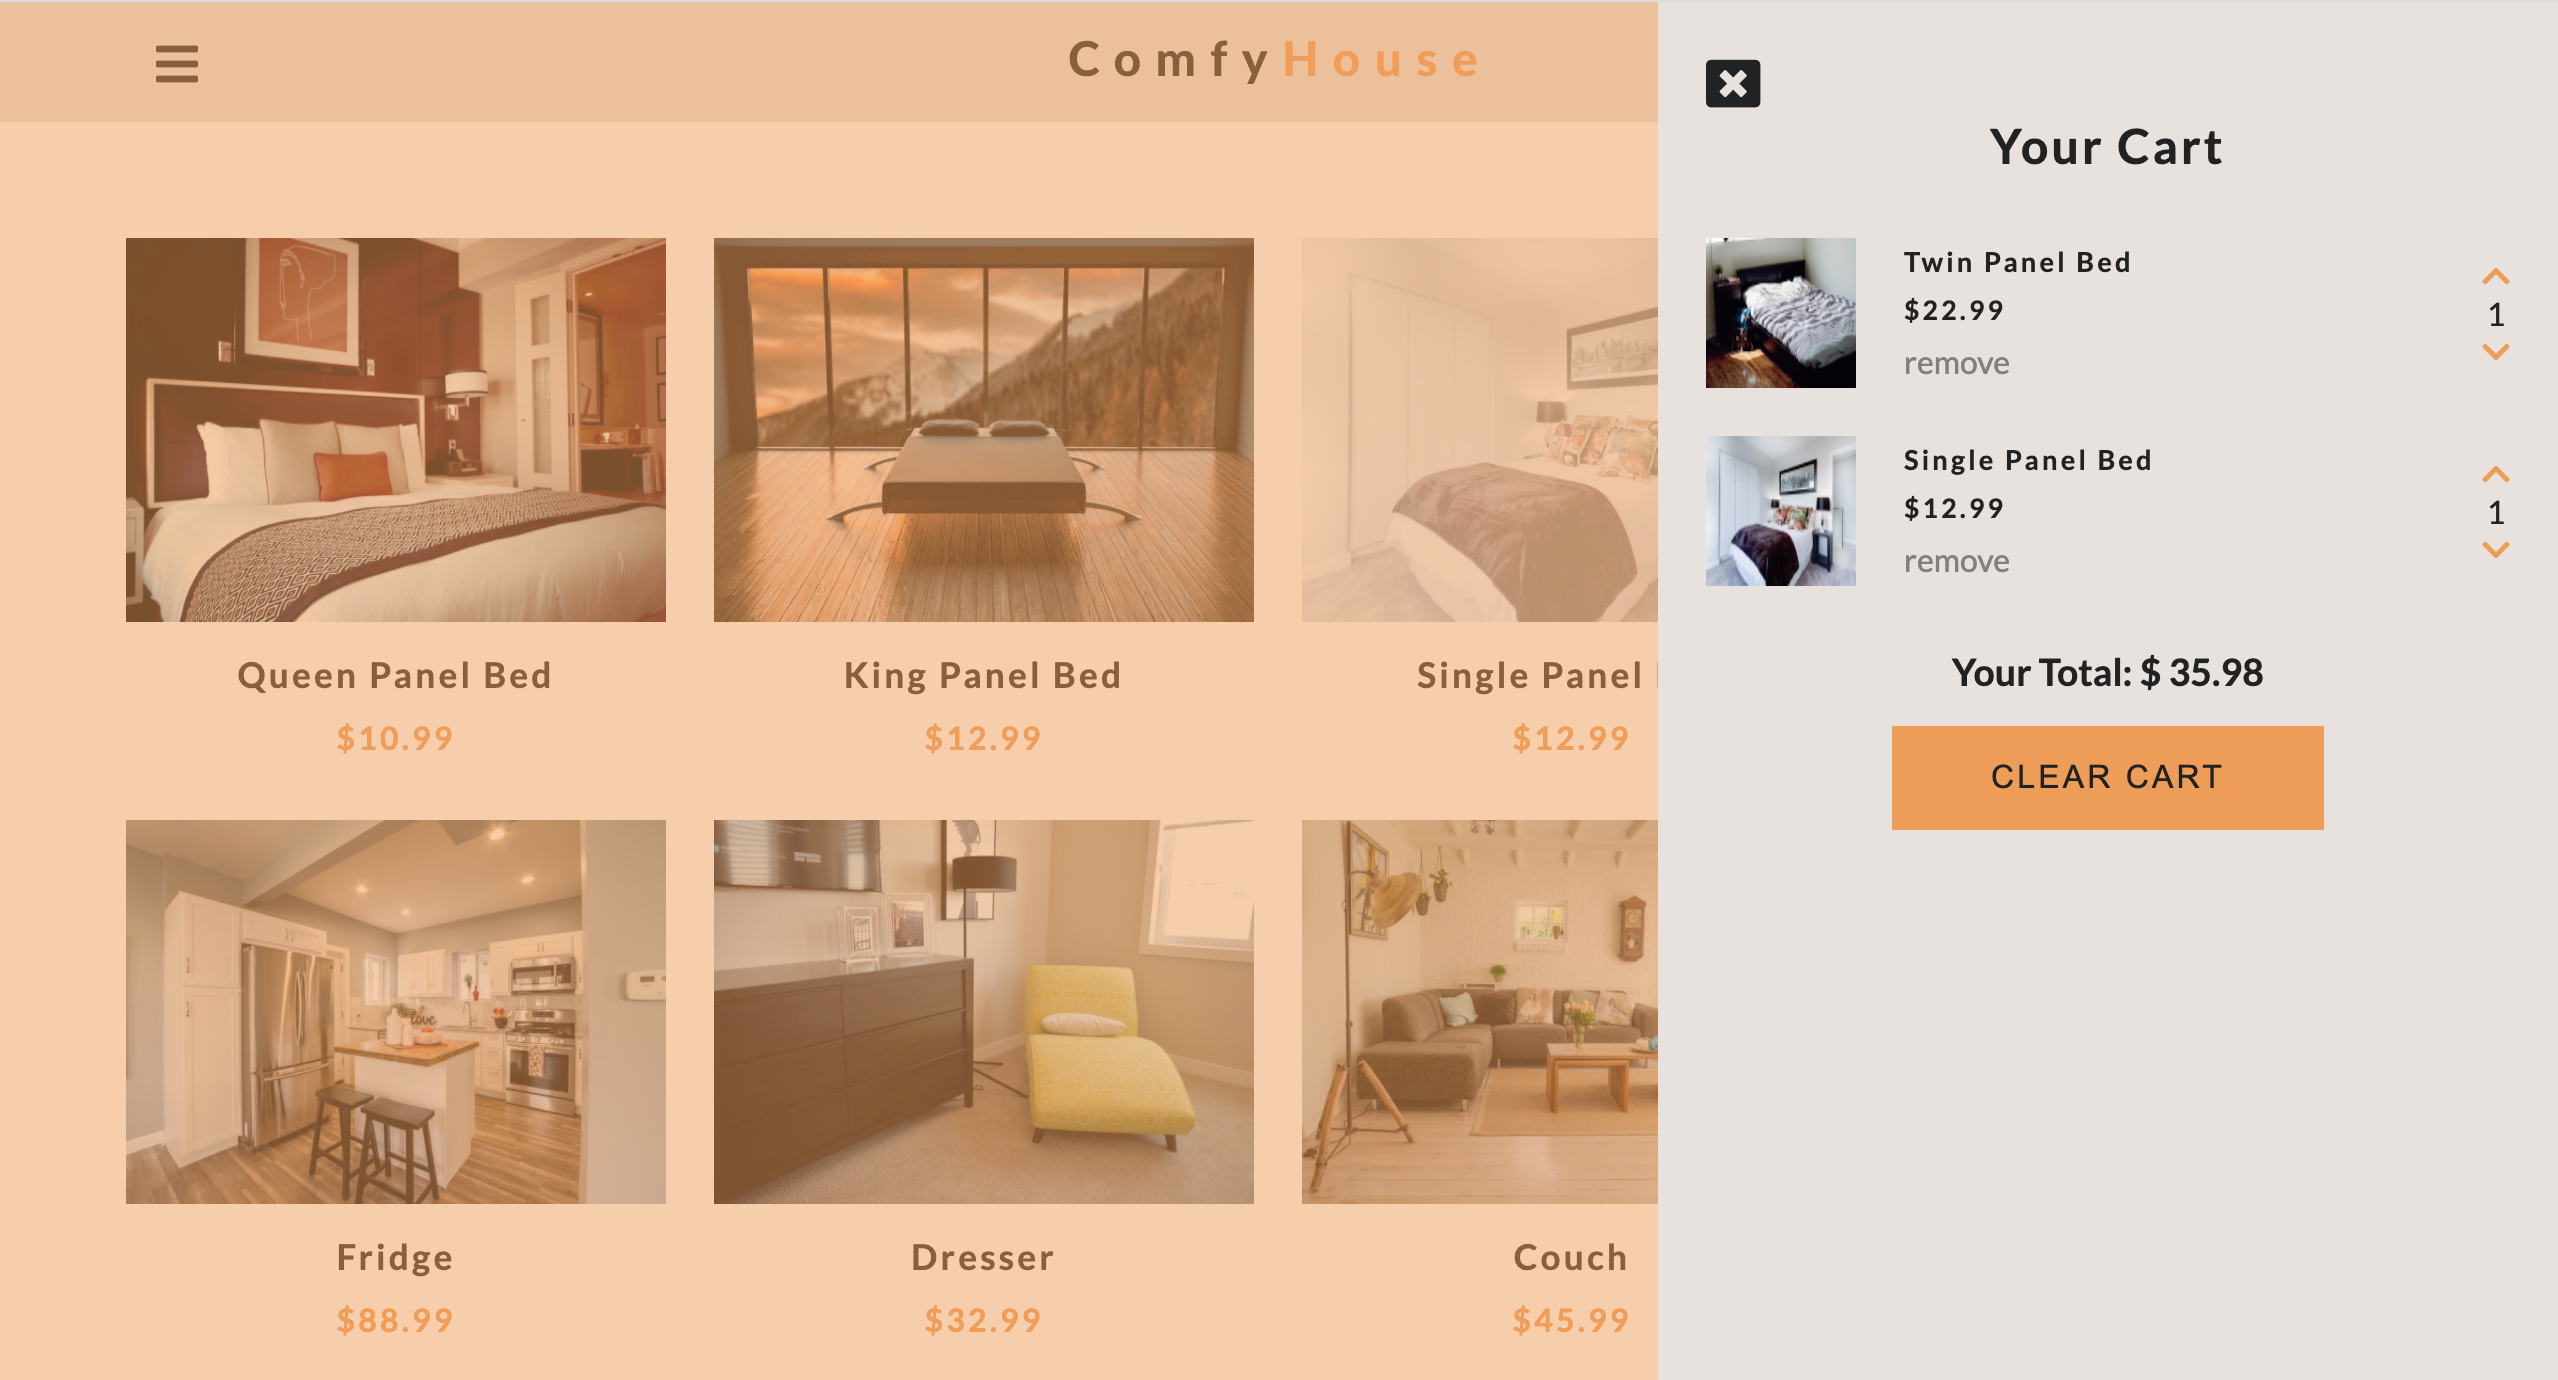 ComfyHouse
Queen Panel Bed
$10.99
King Panel Bed
$12.99
Single Panel
$12.99
love
Fridge
$88.99
Dresser
$32.99
Couch
$45.99
Your Cart
Twin Panel Bed
$22.99
remove
1
Single Panel Bed
$12.99
remove
1
Your Total: $ 35.98
CLEAR CART